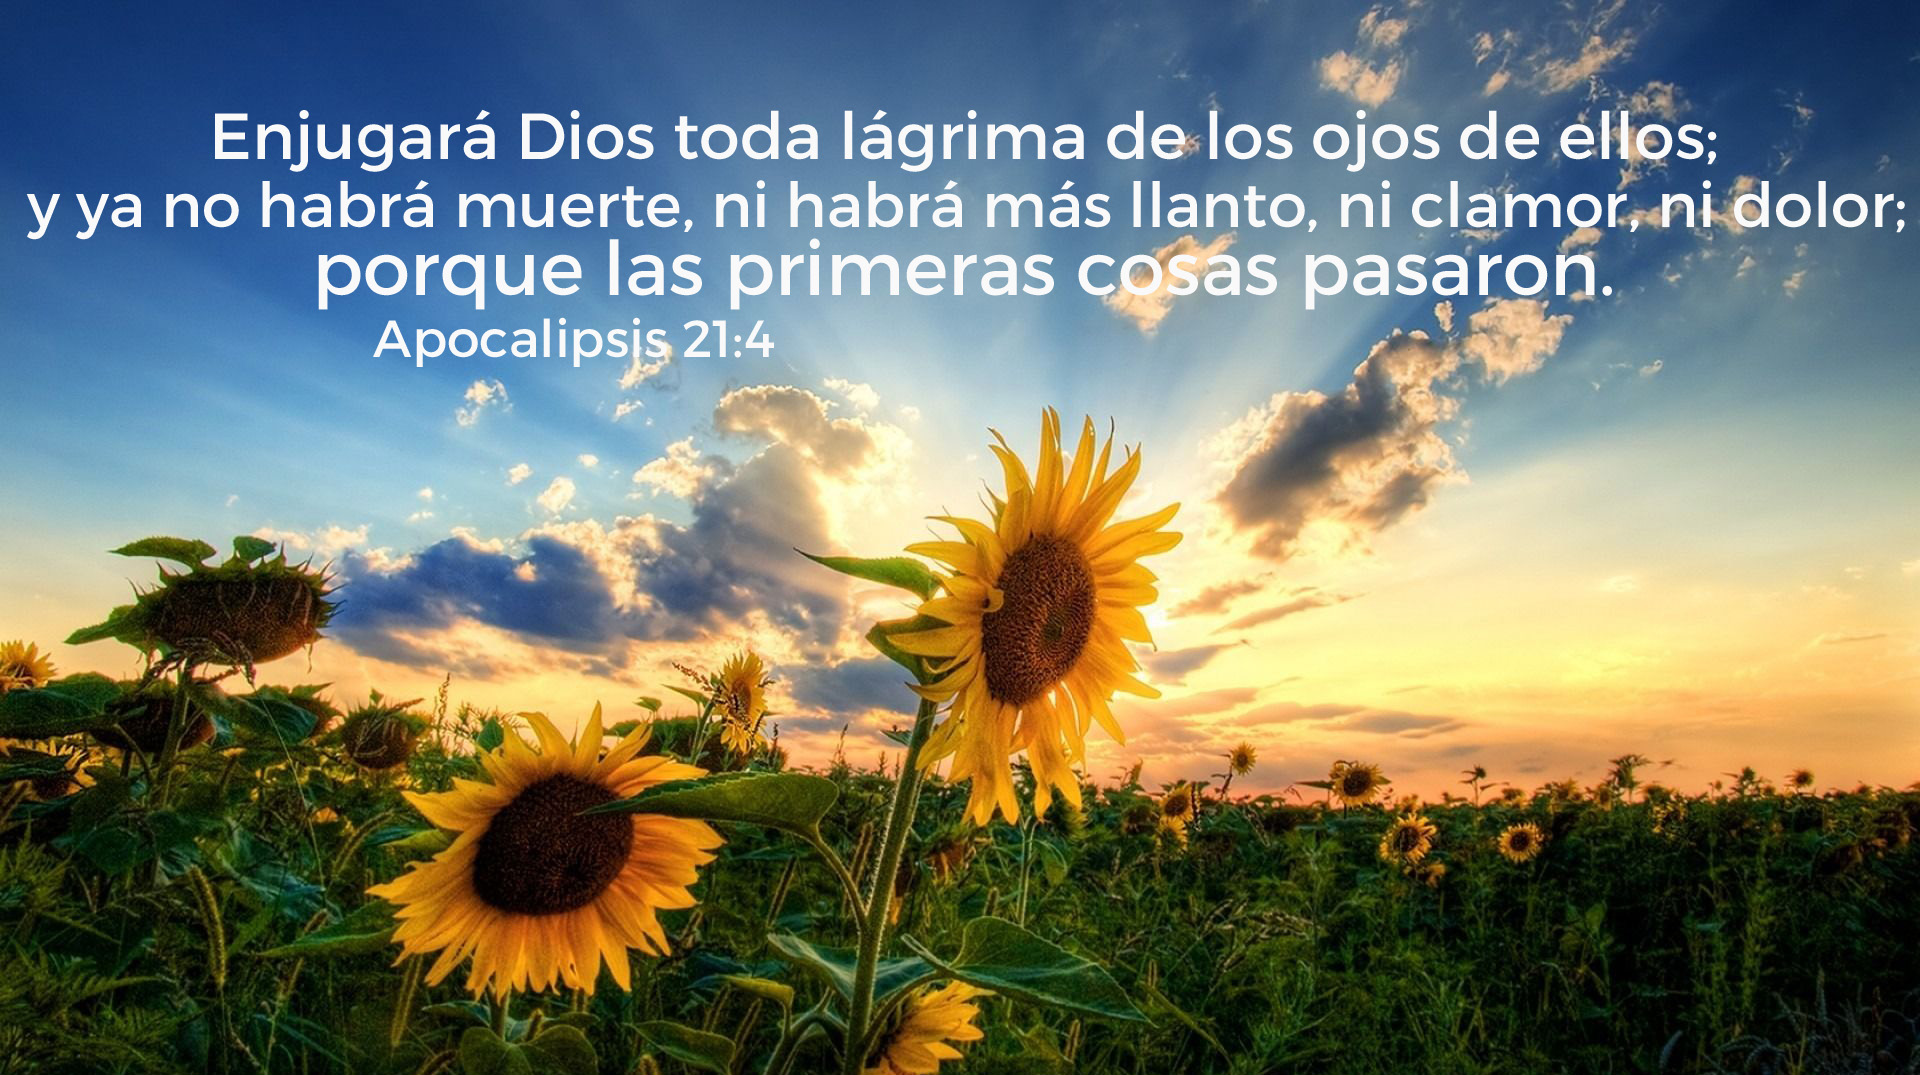 Enjugará Dios toda lágrima de los ojos de ellos;
y ya no habrá muerte, ni habrá más llanto, ni clamor, ni dolor;
porque las primeras cosas pasaron.
Apocalipsis 21:4